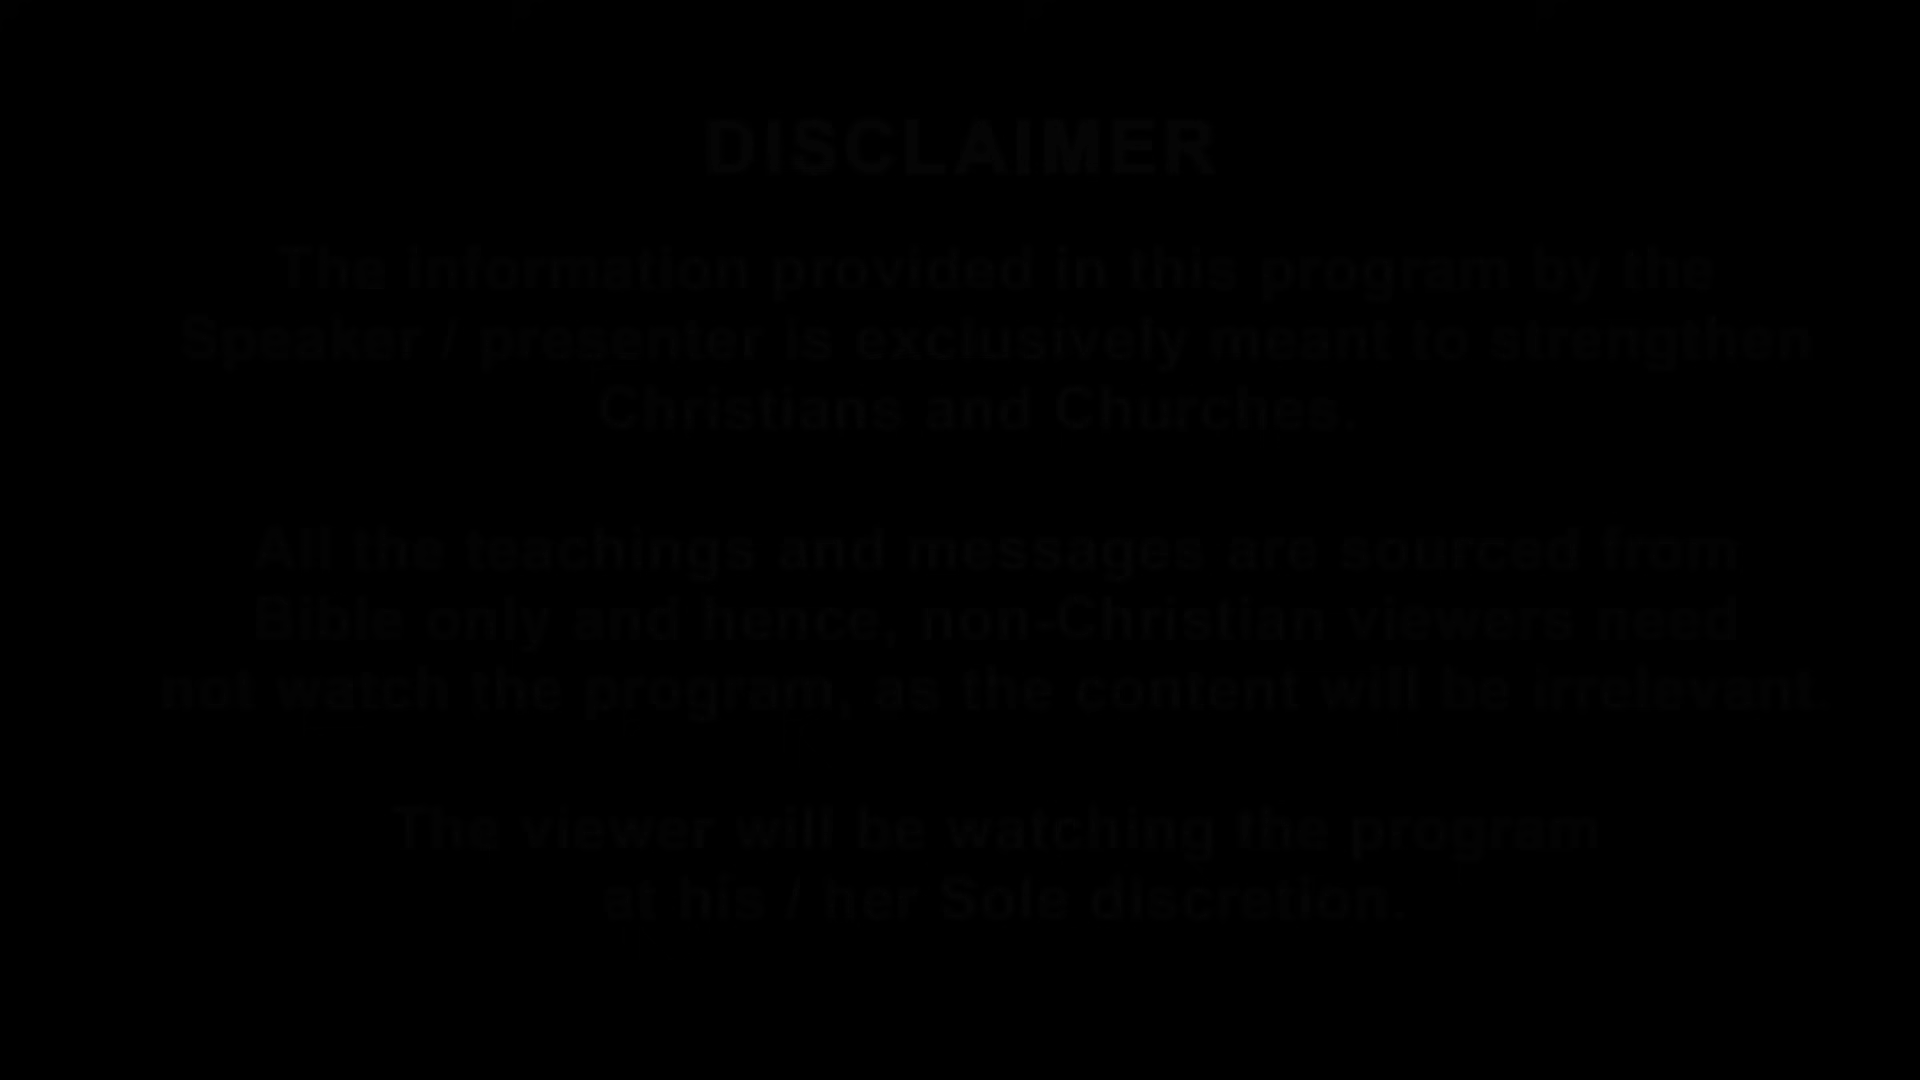 DISCLAIMER
The information provided in this program by the
Speaker / presenter is exclusively meant to strengthen
Christians and Churches.
All the teachings and messages are sourced from
Bible only and hence, non-Christian viewers need
not watch the program, as the content will be irrelevant.
The viewer will be watching the program
at his / her Sole discretion.